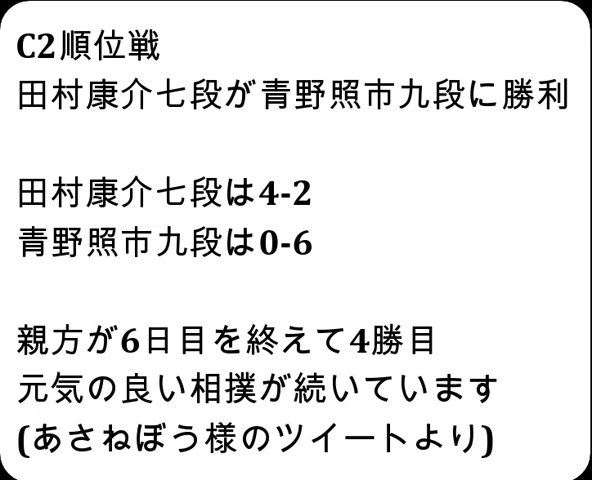 C2順位戦
田村康介七段が青野照市九段に勝利
田村康介七段は4-2
青野照市九段は0-6
親方が6日目を終えて4勝目
元気の良い相撲が続いています
(あさねぼう様のツイートより)